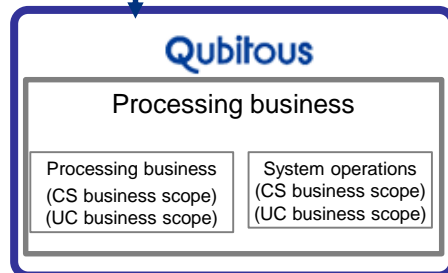 Qubitous
Processing business
Processing business
(CS business scope)
(UC business scope)
System operations
(CS business scope)
(UC business scope)